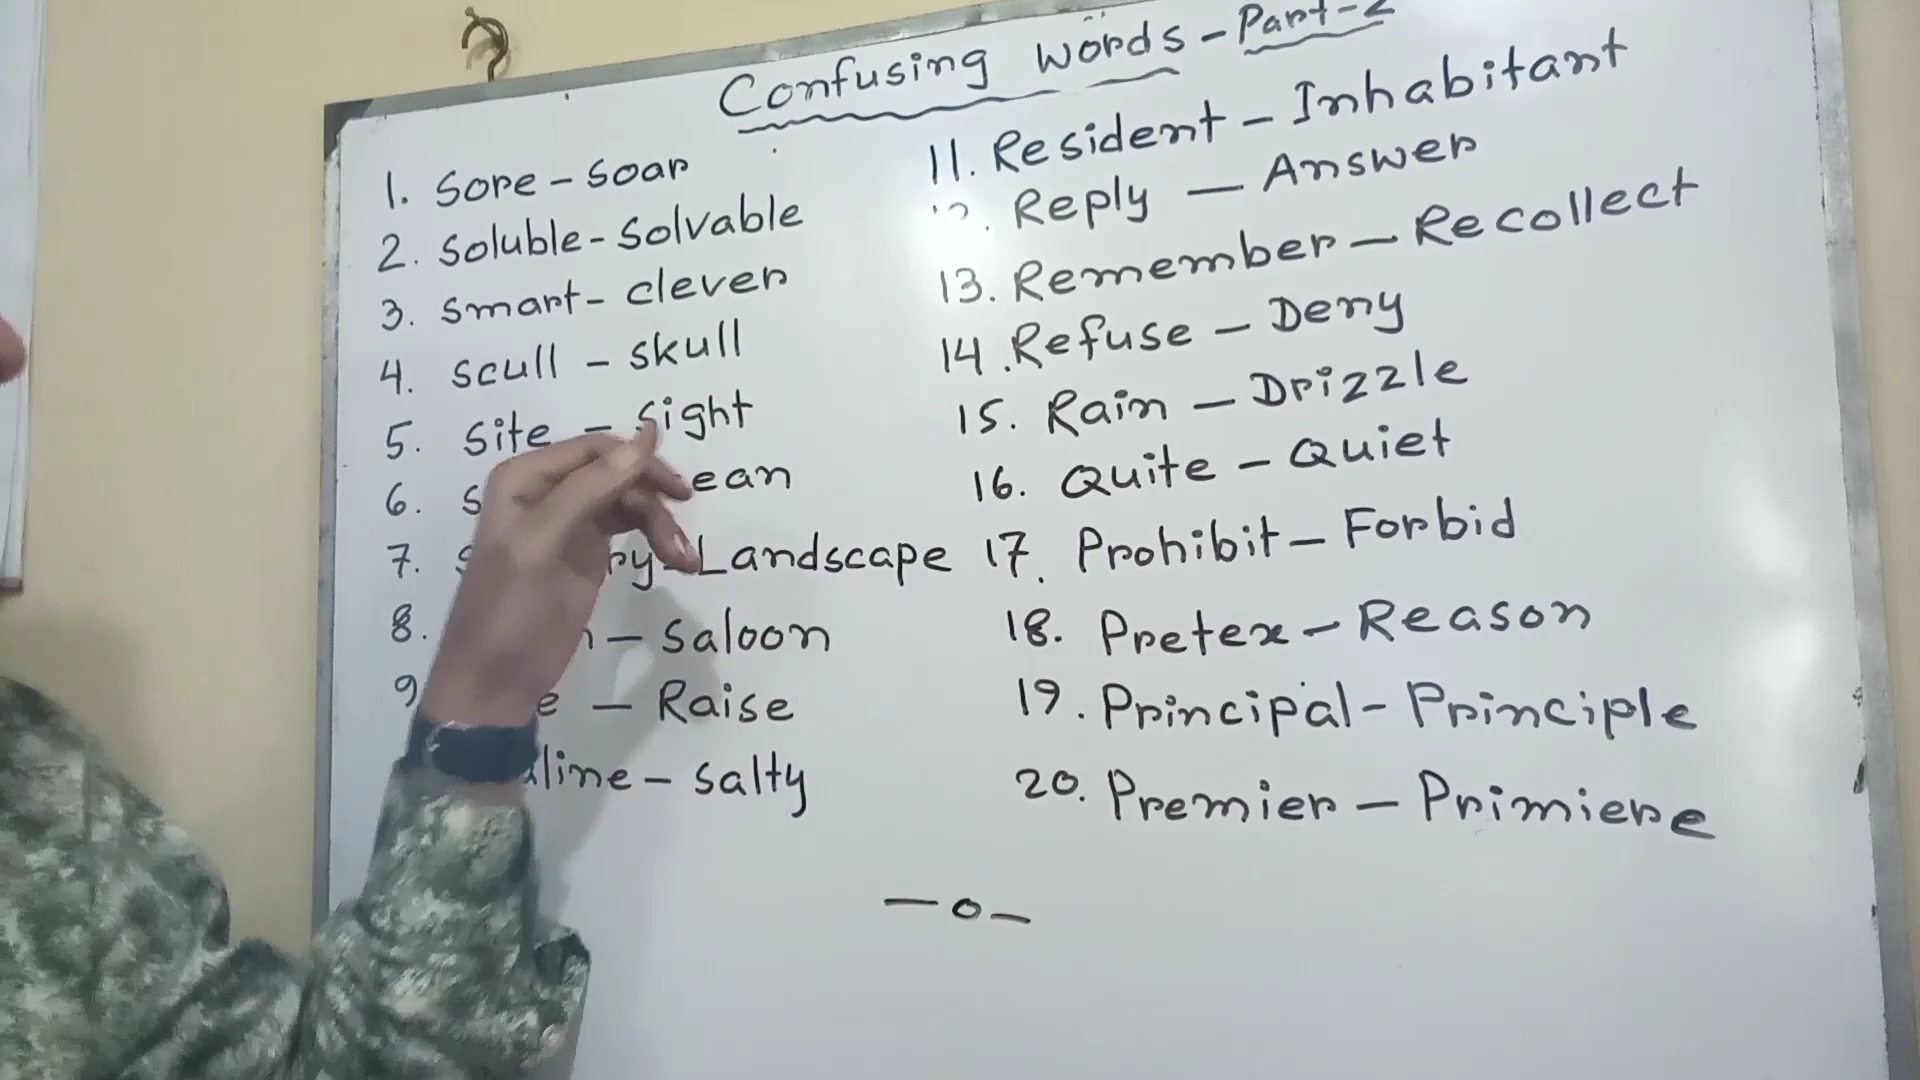 Confusing Words - Part-2
1. Sore - Soar
2. Soluble - Solvable
3. Smart - clever
4. Scull - Skull
5. Site - Sight
6.
7. Landscape
8. - Saloon
9 - Raise
- Salty
11. Resident - Inhabitant
Reply - Answer
13. Remember - Recollect
14. Refuse - Deny
15. Rain - Drizzle
16. Quite - Quiet
17. Prohibit - Forbid
18. Pretex - Reason
19. Principal - Principle
20. Premier - Primiere
- o -